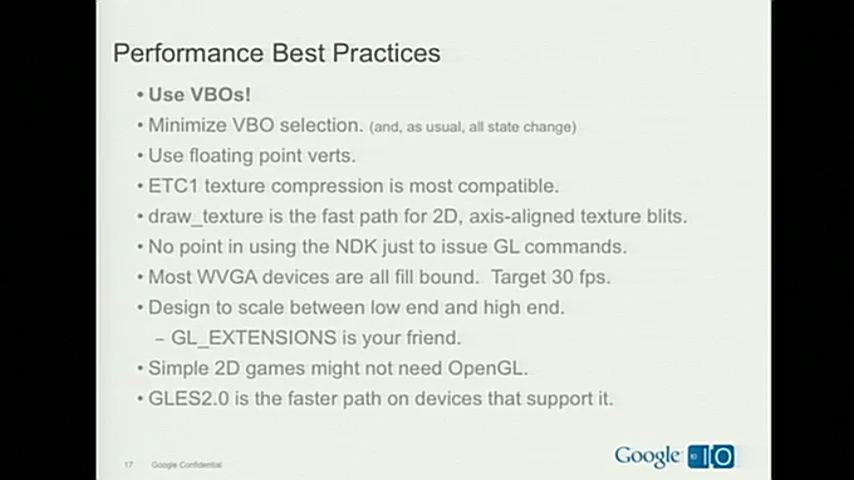 Performance Best Practices
• Use VBOs!
• Minimize VBO selection. (and, as usual, all state change)
• Use floating point verts.
• ETC1 texture compression is most compatible.
• draw_texture is the fast path for 2D, axis-aligned texture blits.
• No point in using the NDK just to issue GL commands.
• Most WVGA devices are all fill bound.  Target 30 fps.
• Design to scale between low end and high end.
– GL_EXTENSIONS is your friend.
• Simple 2D games might not need OpenGL.
• GLES2.0 is the faster path on devices that support it.
17 Google Confidential
Google 10 IO